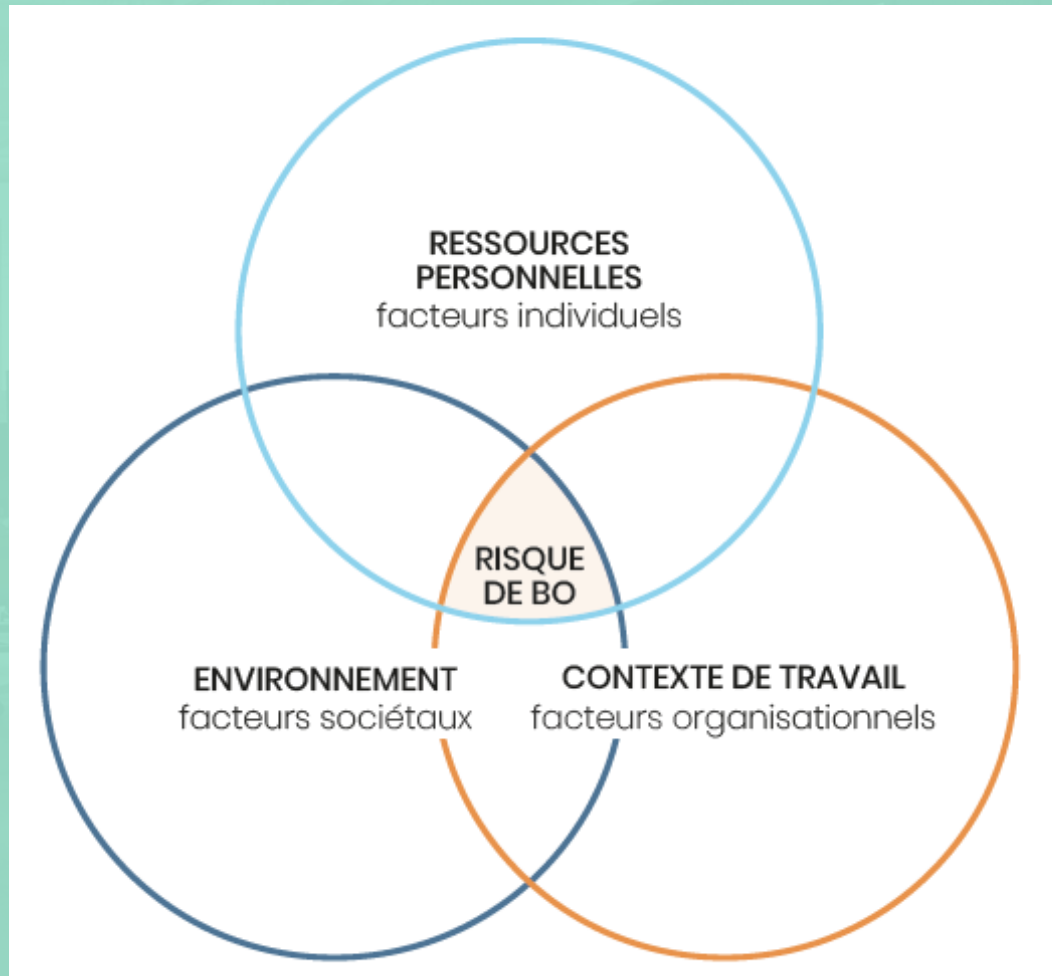 RESSOURCES
PERSONNELLES
facteurs individuels
RISQUE
DE BO
ENVIRONNEMENT
facteurs sociétaux
CONTEXTE DE TRAVAIL
facteurs organisationnels